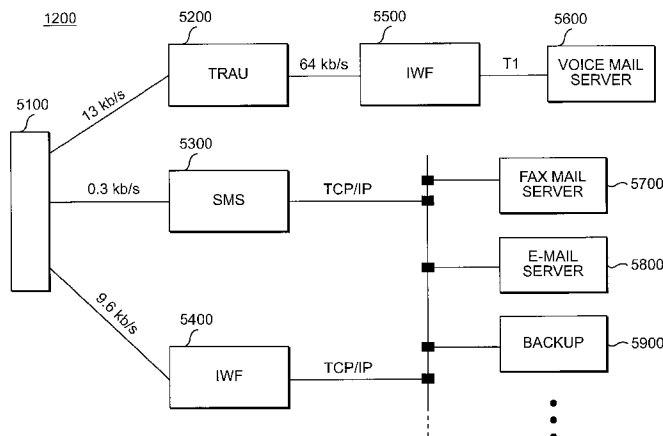 1200
5200
5500
5600
TRAU
64 kb/s
IWF
T1
VOICE MAIL
SERVER
5100
13 kb/s
5300
0.3 kb/s
SMS
TCP/IP
FAX MAIL
SERVER
5700
E-MAIL
SERVER
5800
9.6 kb/s
5400
IWF
TCP/IP
BACKUP
5900